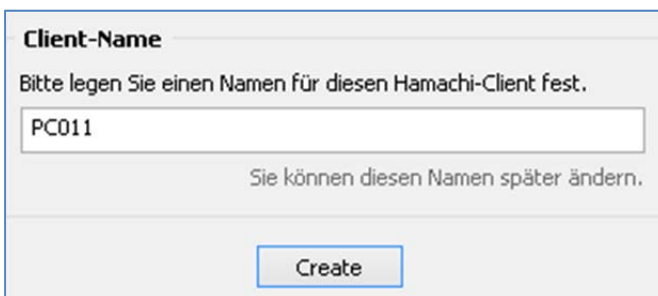 Client-Name
Bitte legen Sie einen Namen für diesen Hamachi-Client fest.
PC011
Sie können diesen Namen später ändern.
Create